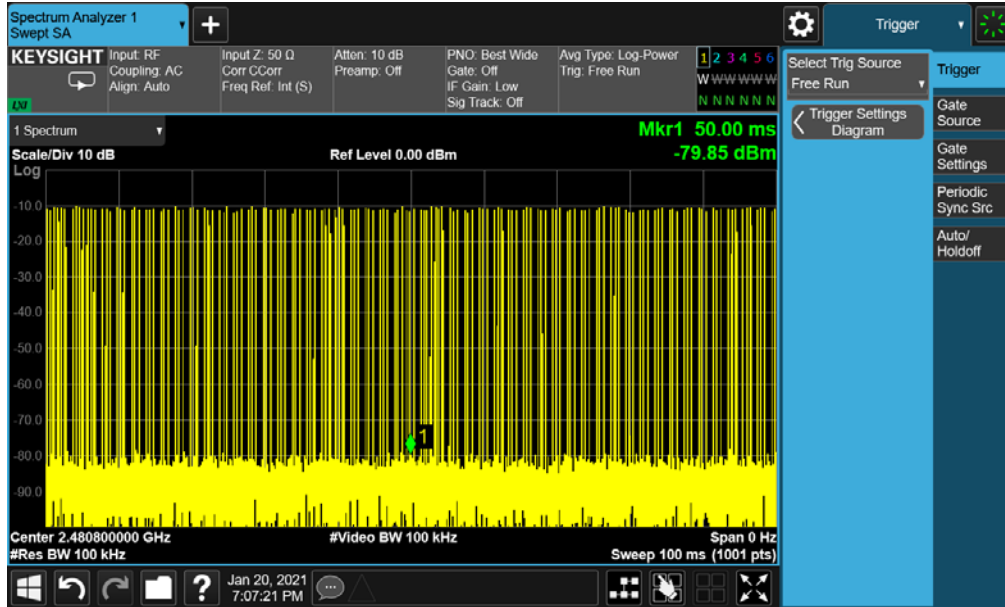 Spectrum Analyzer 1
Swept SA
+
Trigger
KEYSIGHT
Input: RF
Coupling: AC
Align: Auto
Input Z: 50 Ω
Corr CCorr
Freq Ref: Int (S)
Atten: 10 dB
Preamp: Off
PNO: Best Wide
Gate: Off
IF Gain: Low
Sig Track: Off
Avg Type: Log-Power
Trig: Free Run
1 2 3 4 5 6
W W W W W W
N N N N N N
LXI
Select Trig Source
Free Run
Trigger Settings
Diagram
Trigger
Gate
Source
Gate
Settings
Periodic
Sync Src
Auto/
Holdoff
1 Spectrum
Mkr1 50.00 ms
Scale/Div 10 dB
Ref Level 0.00 dBm
-79.85 dBm
Log
-10.0
-20.0
-30.0
-40.0
-50.0
-60.0
-70.0
1
-80.0
-90.0
Center 2.480800000 GHz
#Video BW 100 kHz
Span 0 Hz
#Res BW 100 kHz
Sweep 100 ms (1001 pts)
?
Jan 20, 2021
7:07:21 PM